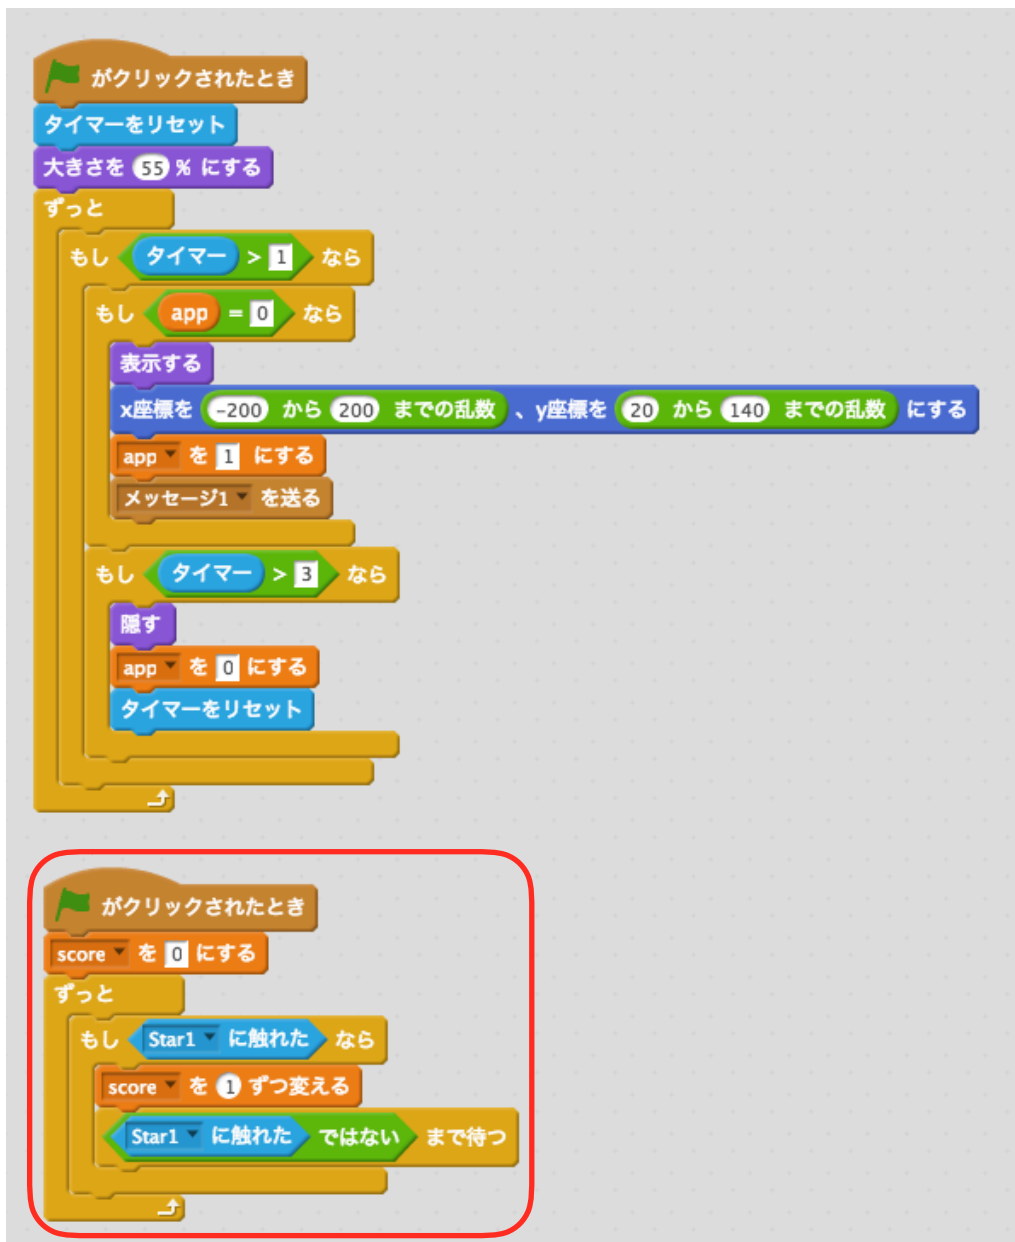 がクリックされたとき
タイマーをリセット
大きさを 55 % にする
ずっと
もし タイマー > 1 なら
もし app = 0 なら
表示する
x座標を -200 から 200 までの乱数 、y座標を 20 から 140 までの乱数 にする
app を 1 にする
メッセージ1 を送る
もし タイマー > 3 なら
隠す
app を 0 にする
タイマーをリセット
がクリックされたとき
score を 0 にする
ずっと
もし Star1 に触れた なら
score を 1 ずつ変える
Star1 に触れた ではない まで待つ